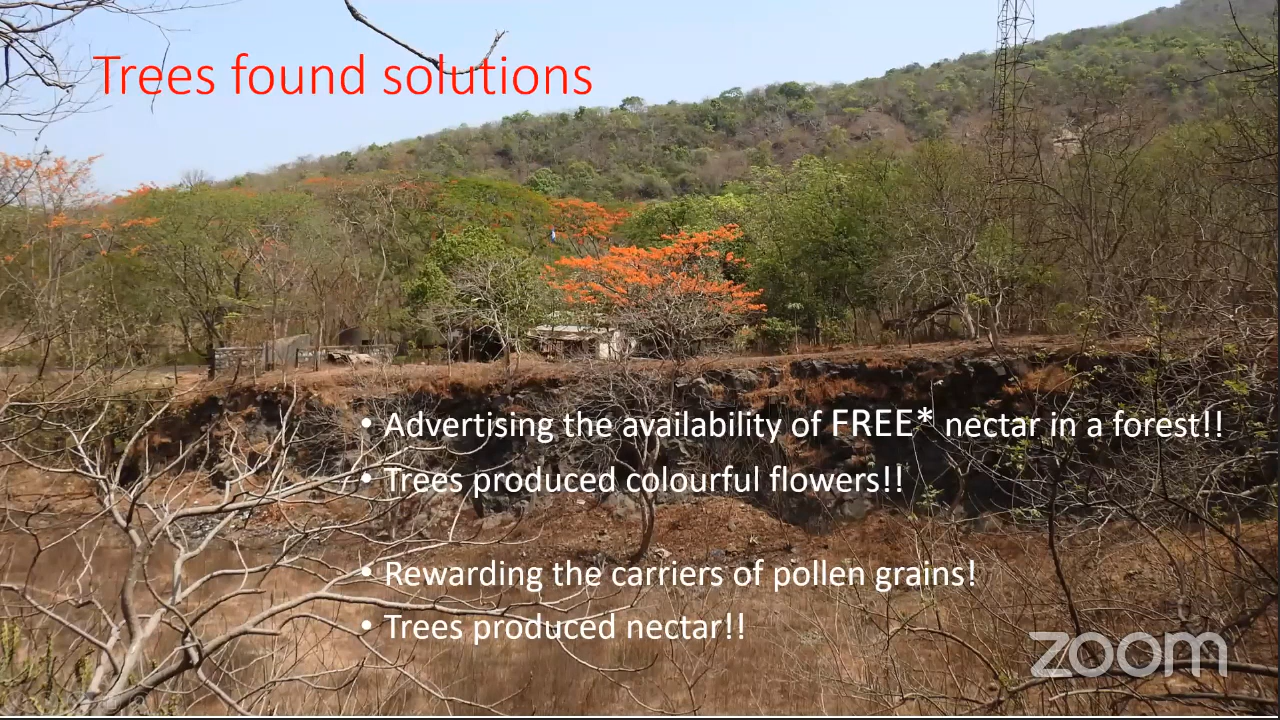 Trees found solutions
• Advertising the availability of FREE* nectar in a forest!!
• Trees produced colourful flowers!!
• Rewarding the carriers of pollen grains!
• Trees produced nectar!!
zoom